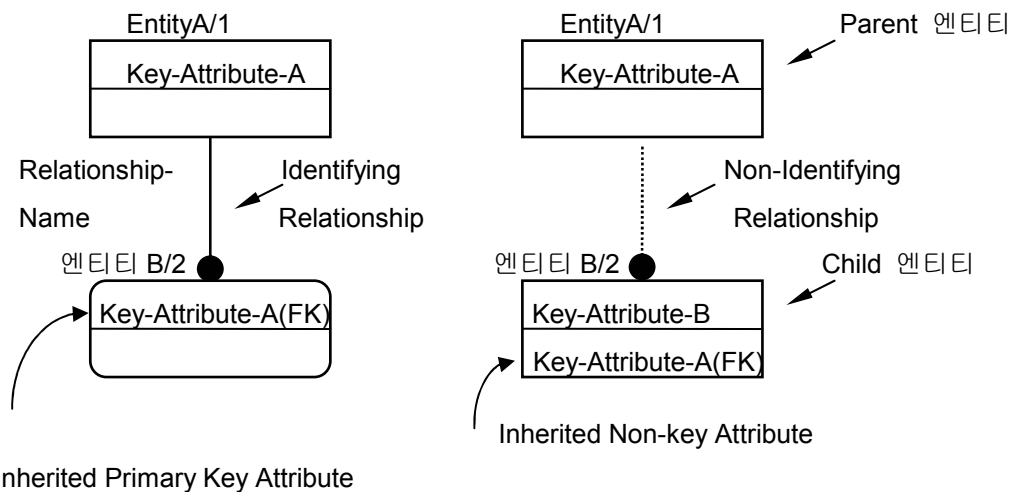 EntityA/1
Key-Attribute-A
Relationship-
Name
Identifying
Relationship
엔티티 B/2
Key-Attribute-A(FK)
nherited Primary Key Attribute
EntityA/1
Parent 엔티티
Key-Attribute-A
Non-Identifying
Relationship
엔티티 B/2
Child 엔티티
Key-Attribute-B
Key-Attribute-A(FK)
Inherited Non-key Attribute